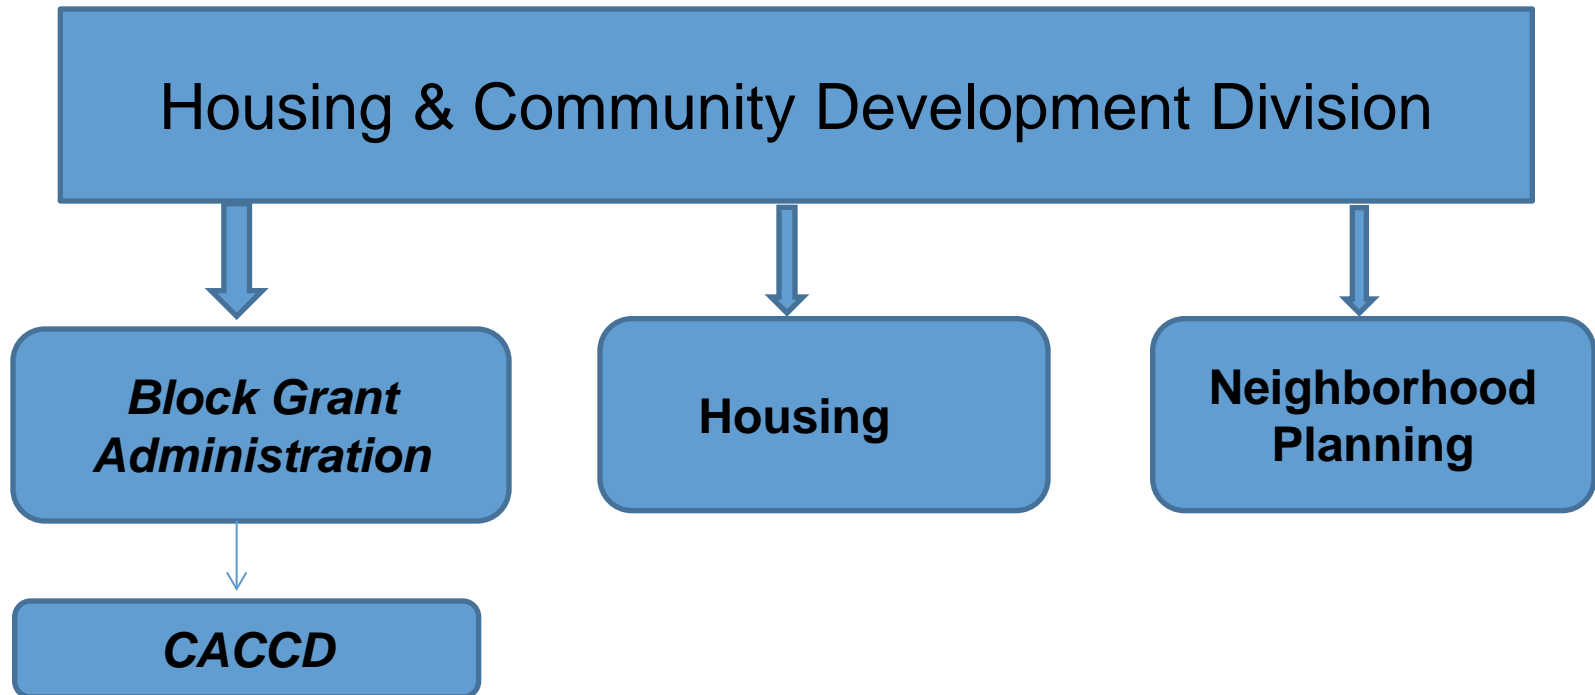 Housing & Community Development Division
Block Grant
Administration
Housing
Neighborhood
Planning
CACCD